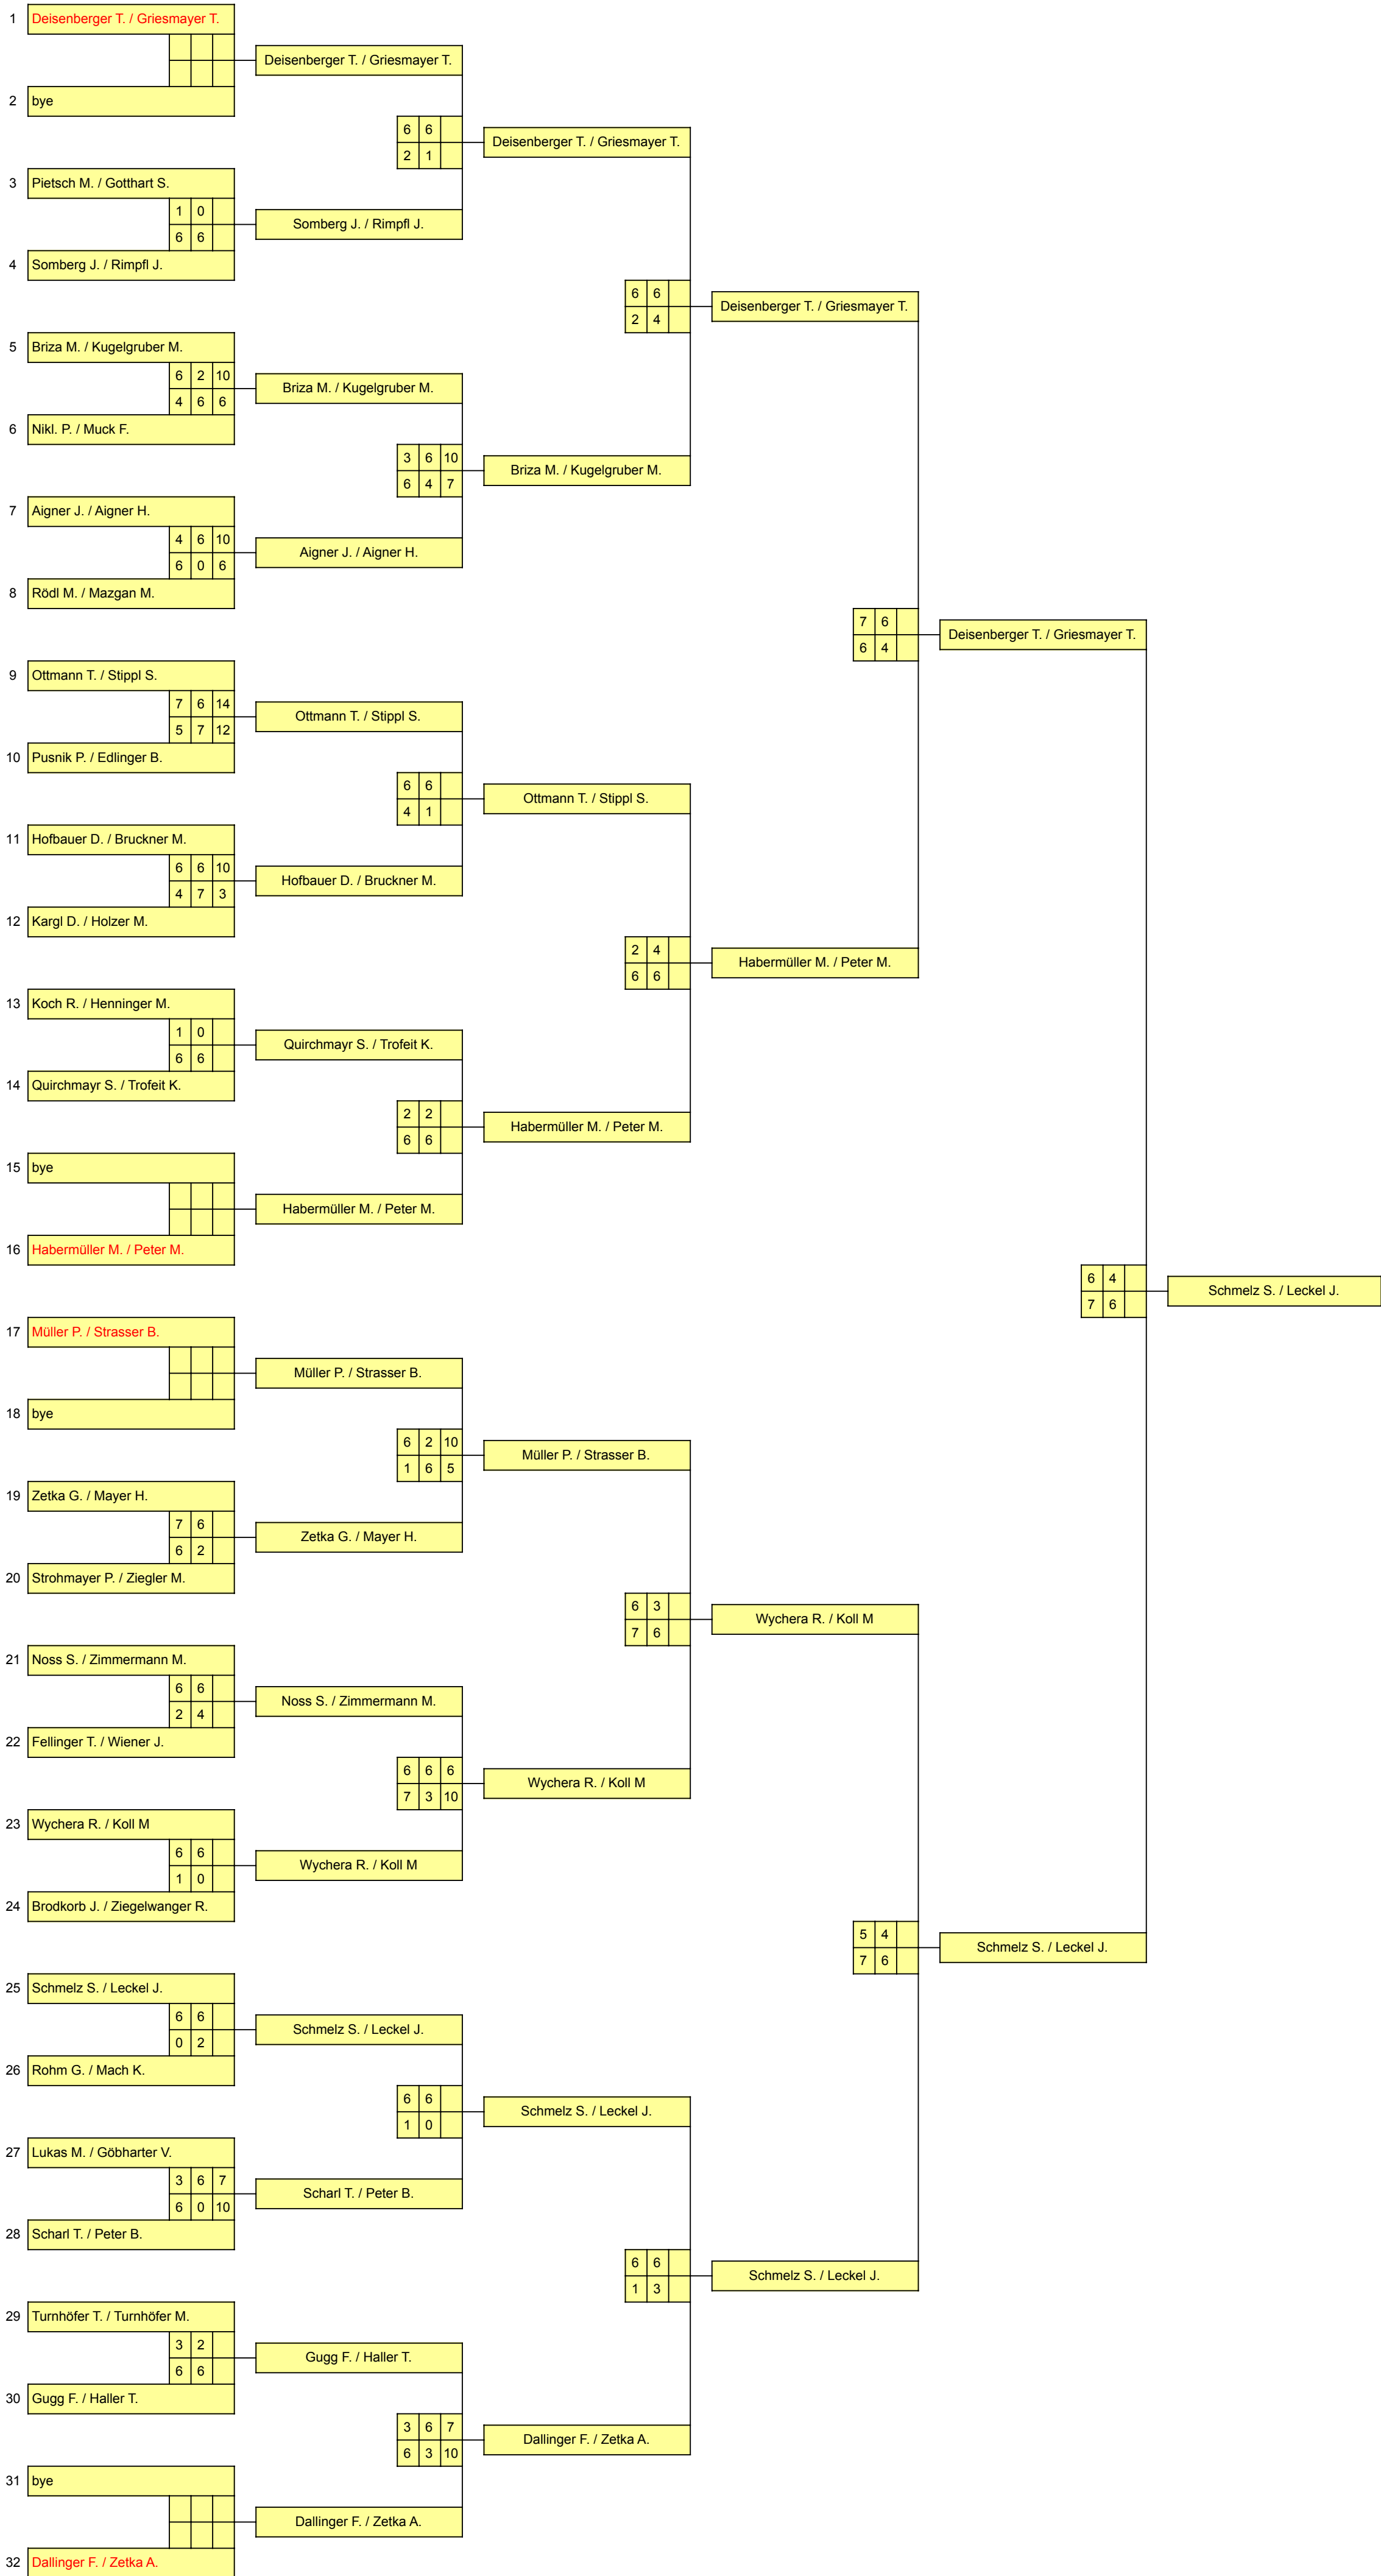 1 Deisenberger T. / Griesmayer T.
Deisenberger T. / Griesmayer T.
2 bye
6 6
Deisenberger T. / Griesmayer T.
2 1
3 Pietsch M. / Gotthart S.
1 0
Somberg J. / Rimpfl J.
6 6
4 Somberg J. / Rimpfl J.
6 6
Deisenberger T. / Griesmayer T.
2 4
5 Briza M. / Kugelgruber M.
6 2 10
Briza M. / Kugelgruber M.
4 6 6
6 Nikl. P. / Muck F.
3 6 10
Briza M. / Kugelgruber M.
6 4 7
7 Aigner J. / Aigner H.
4 6 10
Aigner J. / Aigner H.
6 0 6
8 Rödl M. / Mazgan M.
7 6
Deisenberger T. / Griesmayer T.
6 4
9 Ottmann T. / Stippl S.
7 6 14
Ottmann T. / Stippl S.
5 7 12
10 Pusnik P. / Edlinger B.
6 6
Ottmann T. / Stippl S.
4 1
11 Hofbauer D. / Bruckner M.
6 6 10
Hofbauer D. / Bruckner M.
4 7 3
12 Kargl D. / Holzer M.
2 4
Habermüller M. / Peter M.
6 6
13 Koch R. / Henninger M.
1 0
Quirchmayr S. / Trofeit K.
6 6
14 Quirchmayr S. / Trofeit K.
2 2
Habermüller M. / Peter M.
6 6
15 bye
Habermüller M. / Peter M.
16 Habermüller M. / Peter M.
6 4
Schmelz S. / Leckel J.
7 6
17 Müller P. / Strasser B.
Müller P. / Strasser B.
18 bye
6 2 10
Müller P. / Strasser B.
1 6 5
19 Zetka G. / Mayer H.
7 6
Zetka G. / Mayer H.
6 2
20 Strohmayer P. / Ziegler M.
6 3
Wychera R. / Koll M
7 6
21 Noss S. / Zimmermann M.
6 6
Noss S. / Zimmermann M.
2 4
22 Fellinger T. / Wiener J.
6 6 6
Wychera R. / Koll M
7 3 10
23 Wychera R. / Koll M
6 6
Wychera R. / Koll M
1 0
24 Brodkorb J. / Ziegelwanger R.
5 4
Schmelz S. / Leckel J.
7 6
25 Schmelz S. / Leckel J.
6 6
Schmelz S. / Leckel J.
0 2
26 Rohm G. / Mach K.
6 6
Schmelz S. / Leckel J.
1 0
27 Lukas M. / Göbharter V.
3 6 7
Scharl T. / Peter B.
6 0 10
28 Scharl T. / Peter B.
6 6
Schmelz S. / Leckel J.
1 3
29 Turnhöfer T. / Turnhöfer M.
3 2
Gugg F. / Haller T.
6 6
30 Gugg F. / Haller T.
3 6 7
Dallinger F. / Zetka A.
6 3 10
31 bye
Dallinger F. / Zetka A.
32 Dallinger F. / Zetka A.